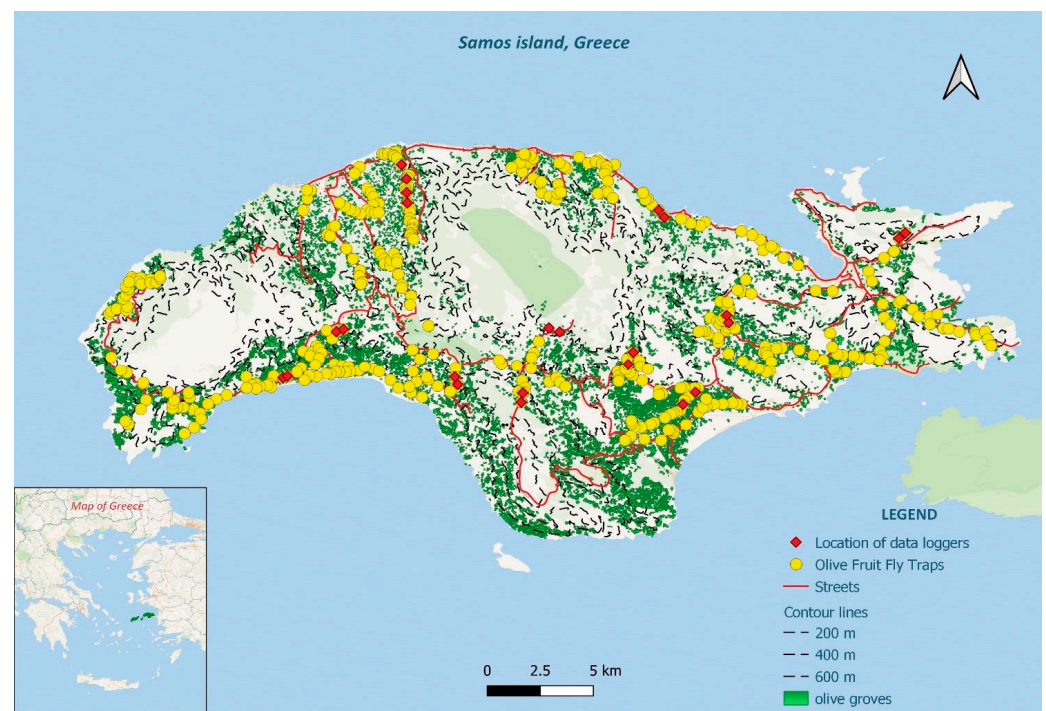 Samos island, Greece
Map of Greece
LEGEND
Location of data loggers
Olive Fruit Fly Traps
Streets
Contour lines
200 m
400 m
600 m
olive groves
0 2.5 5 km